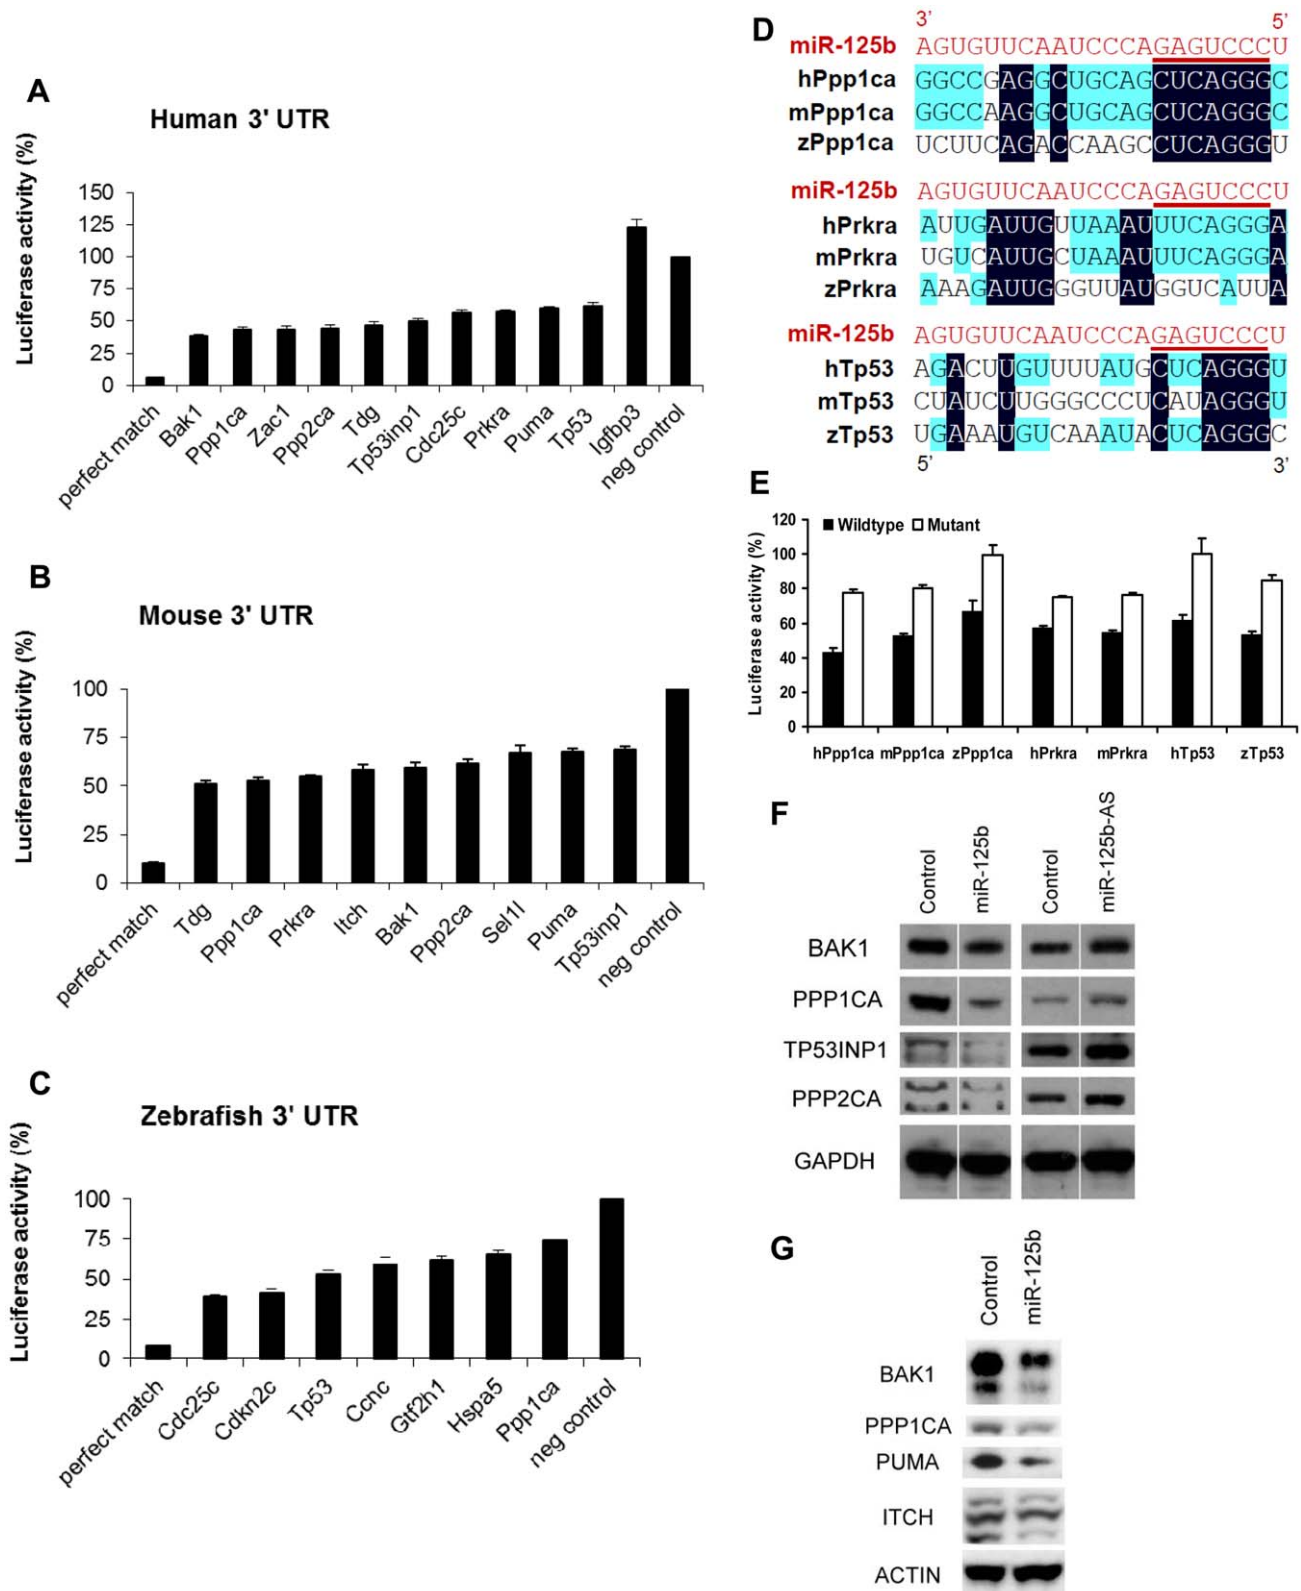 A
Human 3' UTR
Luciferase activity (%)
150
125
100
75
50
25
0
perfect match
Bak1
Ppp1ca
Zac1
Ppp2ca
Tdg
Tp53inp1
Cdc25c
Prkra
Puma
Tp53
Igfbp3
neg control
B
Mouse 3' UTR
Luciferase activity (%)
100
75
50
25
0
perfect match
Tdg
Ppp1ca
Prkra
Itch
Bak1
Ppp2ca
Sel1l
Puma
Tp53inp1
neg control
C
Zebrafish 3' UTR
Luciferase activity (%)
100
75
50
25
0
perfect match
Cdc25c
Cdkn2c
Tp53
Ccnc
Gtf2h1
Hspa5
Ppp1ca
neg control
D
3’ 5’
miR-125b AGUGUUCAAUCCCAGAGUCCCU
hPpp1ca GGCCGAGGCUGCAGCUCAGGGC
mPpp1ca GGCCAAGGCUGCAGCUCAGGGC
zPpp1ca UCUUCAGACCAAGCCUCAGGGU
miR-125b AGUGUUCAAUCCCAGAGUCCCU
hPrkra AUUGAUUGUUAAAUUUCAGGGA
mPrkra UGUCAUUGCUAAAUUUCAGGGA
zPrkra AAAGAUUGGGUUAUGGUCAUUA
miR-125b AGUGUUCAAUCCCAGAGUCCCU
hTp53 AGACUUGUUUUAUGCUCAGGGU
mTp53 CUAUCUUGGGCCCUCAUAGGGU
zTp53 UGAAAUGUCAAAUACUCAGGGC
5’ 3’
E
Luciferase activity (%)
120
100
80
60
40
20
0
Wildtype Mutant
hPpp1ca mPpp1ca zPpp1ca hPrkra mPrkra hTp53 zTp53
F
Control
miR-125b
Control
miR-125b-AS
BAK1
PPP1CA
TP53INP1
PPP2CA
GAPDH
G
Control
miR-125b
BAK1
PPP1CA
PUMA
ITCH
ACTIN